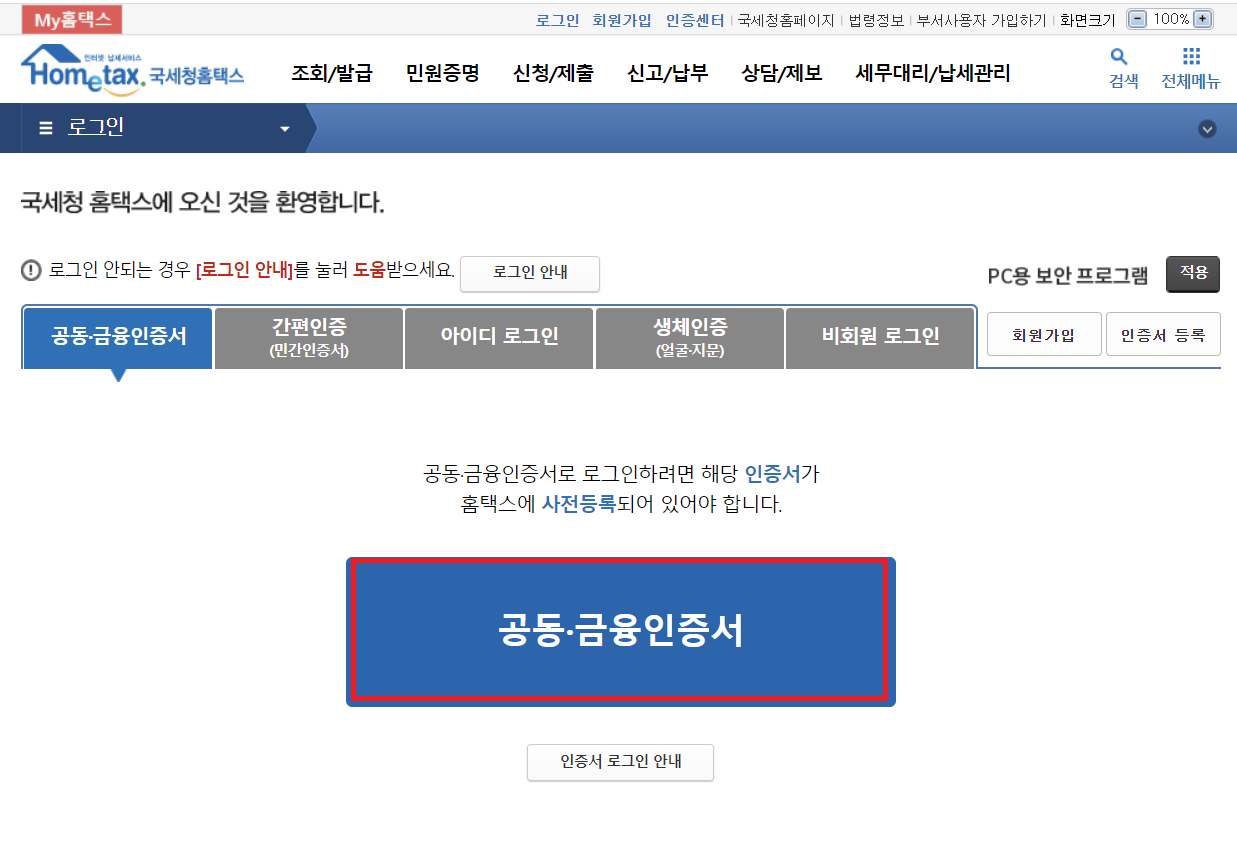 My홈택스
로그인 회원가입 인증센터 국세청홈페이지 법령정보 부서사용자 가입하기 화면크기 100%
인터넷 납세서비스
Hometax. 국세청홈택스
조회/발급 민원증명 신청/제출 신고/납부 상담/제보 세무대리/납세관리
검색 전체메뉴
로그인
국세청 홈택스에 오신 것을 환영합니다.
로그인 안되는 경우 [로그인 안내]를 눌러 도움받으세요. 로그인 안내
PC용 보안 프로그램 적용
공동·금융인증서
간편인증
(민간인증서)
아이디 로그인
생체인증
(얼굴·지문)
비회원 로그인
회원가입 인증서 등록
공동·금융인증서로 로그인하려면 해당 인증서가
홈택스에 사전등록되어 있어야 합니다.
공동·금융인증서
인증서 로그인 안내